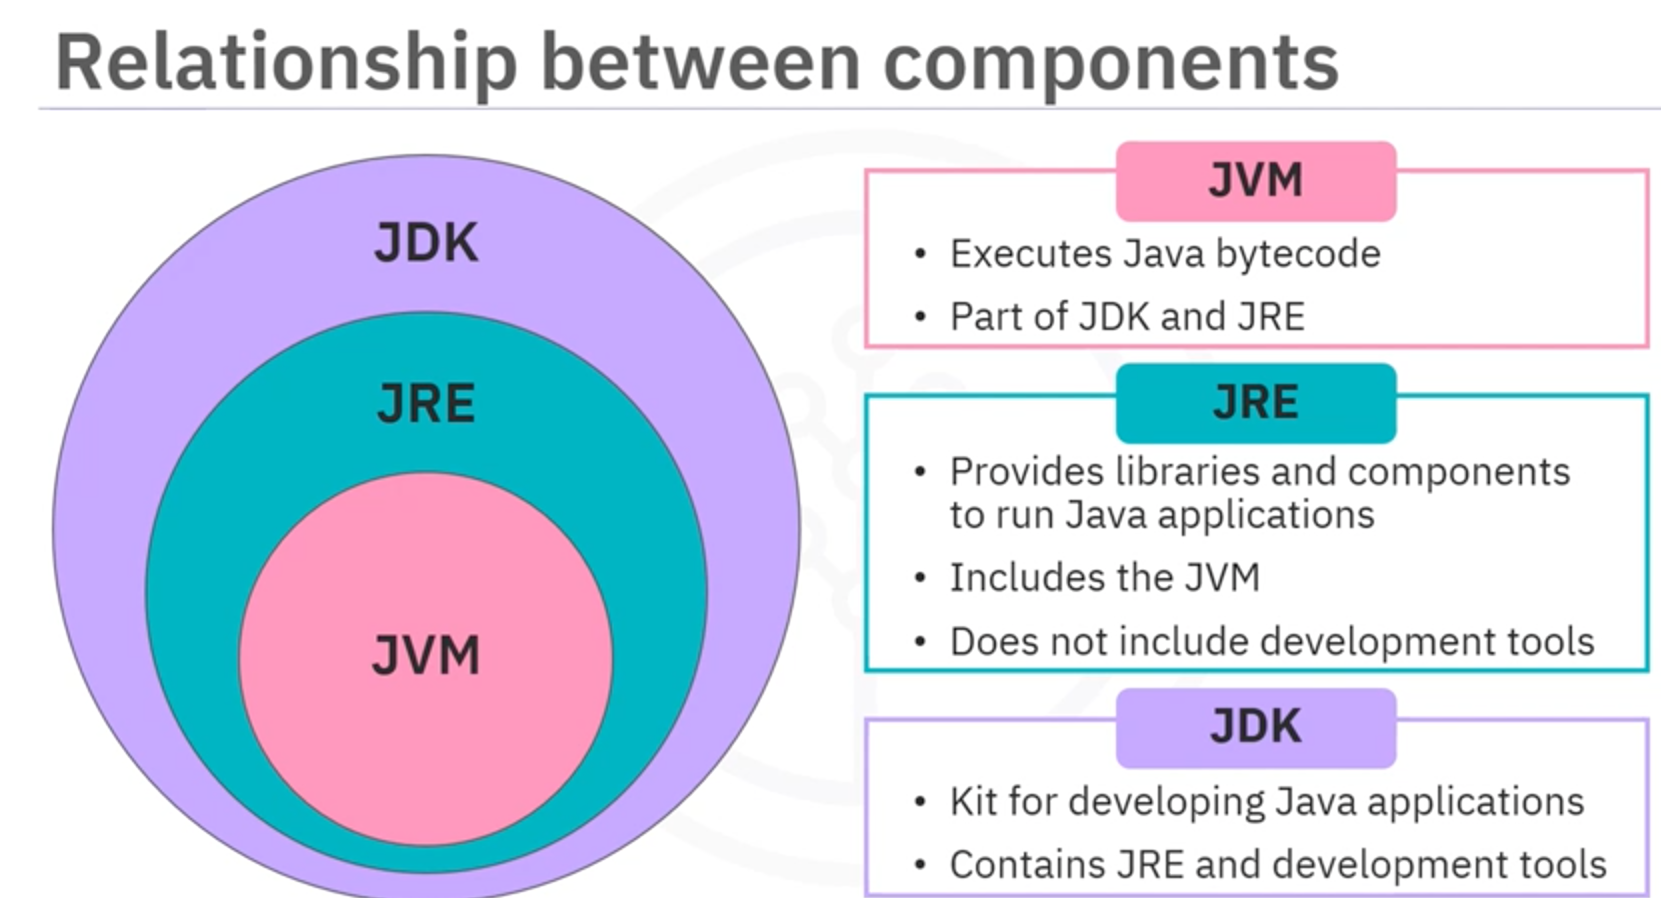 Relationship between components
JDK
JRE
JVM
JVM
• Executes Java bytecode
• Part of JDK and JRE
JRE
• Provides libraries and components
to run Java applications
• Includes the JVM
• Does not include development tools
JDK
• Kit for developing Java applications
• Contains JRE and development tools